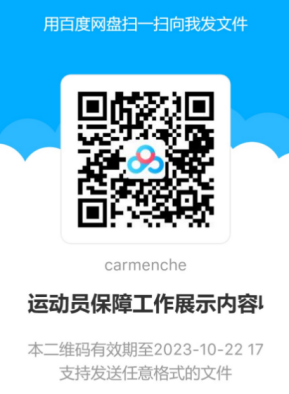 用百度网盘扫一扫向我发文件
carmenche
运动员保障工作展示内容
本二维码有效期至2023-10-22 17
支持发送任意格式的文件